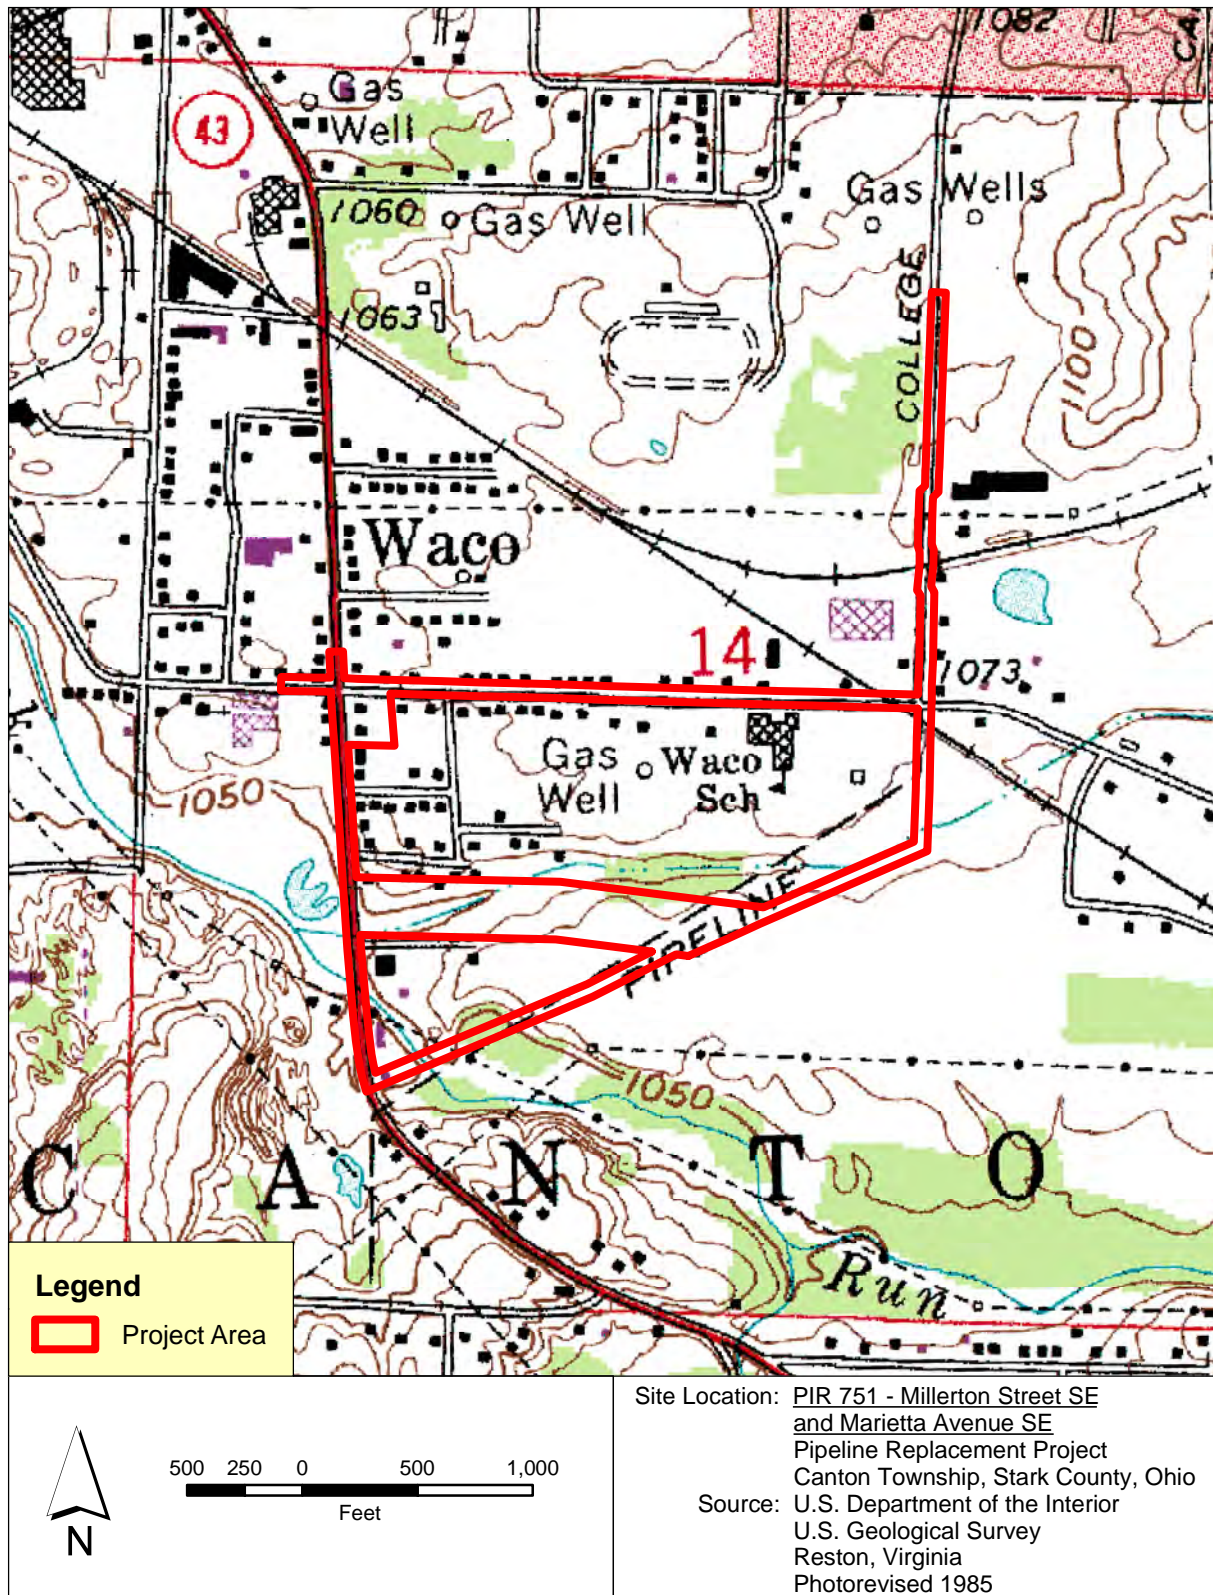 1082
CA
Gas
Well
43
Gas Wells
1060
Gas Well
COLLEGE
1063
1100
Waco
14
1073
Gas
Well
Waco
Sch
1050
PIPELINE
1050
C A N T O
Run
Legend
Project Area
500 250 0 500 1,000
Feet
N
Site Location: PIR 751 - Millerton Street SE
and Marietta Avenue SE
Pipeline Replacement Project
Canton Township, Stark County, Ohio
Source: U.S. Department of the Interior
U.S. Geological Survey
Reston, Virginia
Photorevised 1985